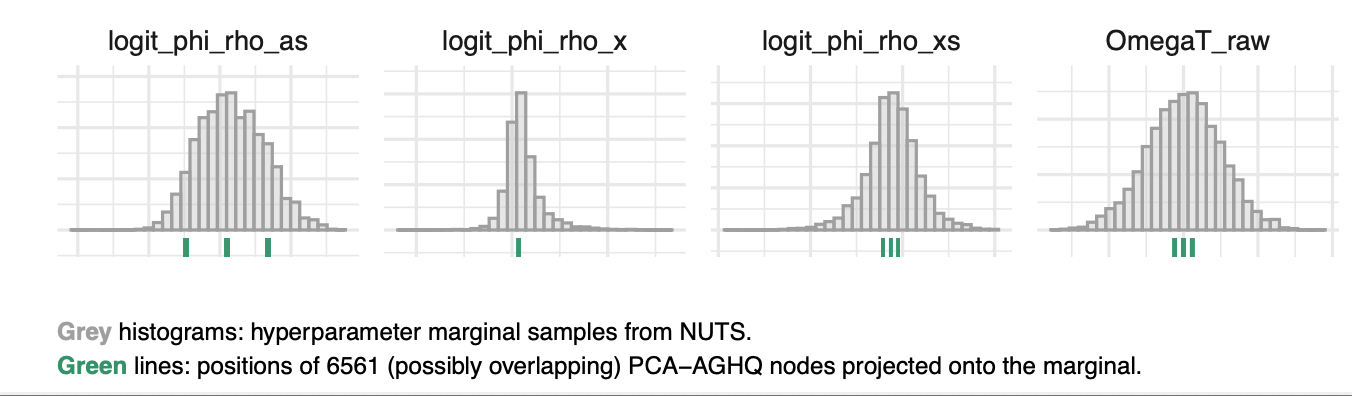 logit_phi_rho_as logit_phi_rho_x logit_phi_rho_xs OmegaT_raw
Grey histograms: hyperparameter marginal samples from NUTS.
Green lines: positions of 6561 (possibly overlapping) PCA−AGHQ nodes projected onto the marginal.